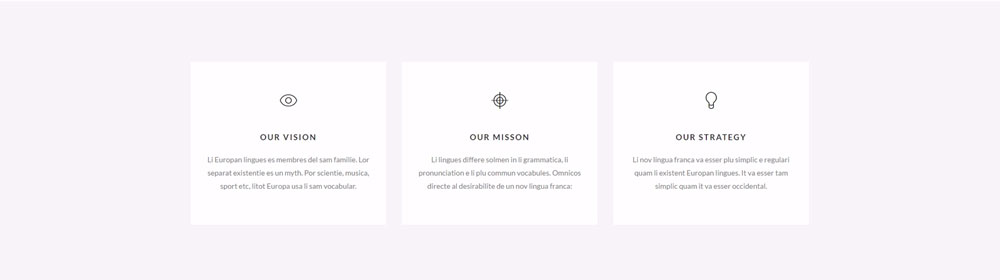 OUR VISION
Li Europan lingues es membres del sam familie. Lor
separat existentie es un myth. Por scientie, musica,
sport etc, litot Europa usa li sam vocabular.
OUR MISSON
Li lingues differe solmen in li grammatica, li
pronunciation e li plu commun vocabules. Omnicos
directe al desirabilite de un nov lingua franca:
OUR STRATEGY
Li nov lingua franca va esser plu simplic e regulari
quam li existent Europan lingues. It va esser tam
simplic quam it va esser occidental.